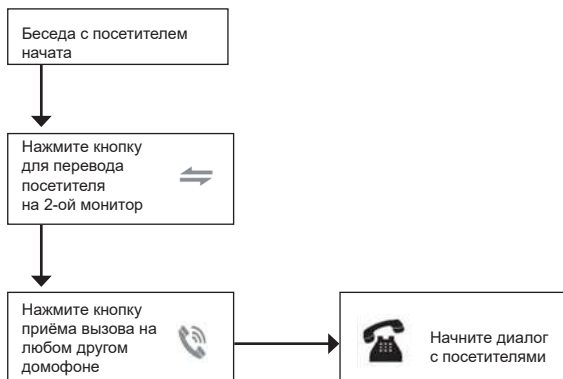 Беседа с посетителем
начата
Нажмите кнопку
для перевода
посетителя
на 2-ой монитор
Нажмите кнопку
приёма вызова на
любом другом
домофоне
Начните диалог
с посетителями